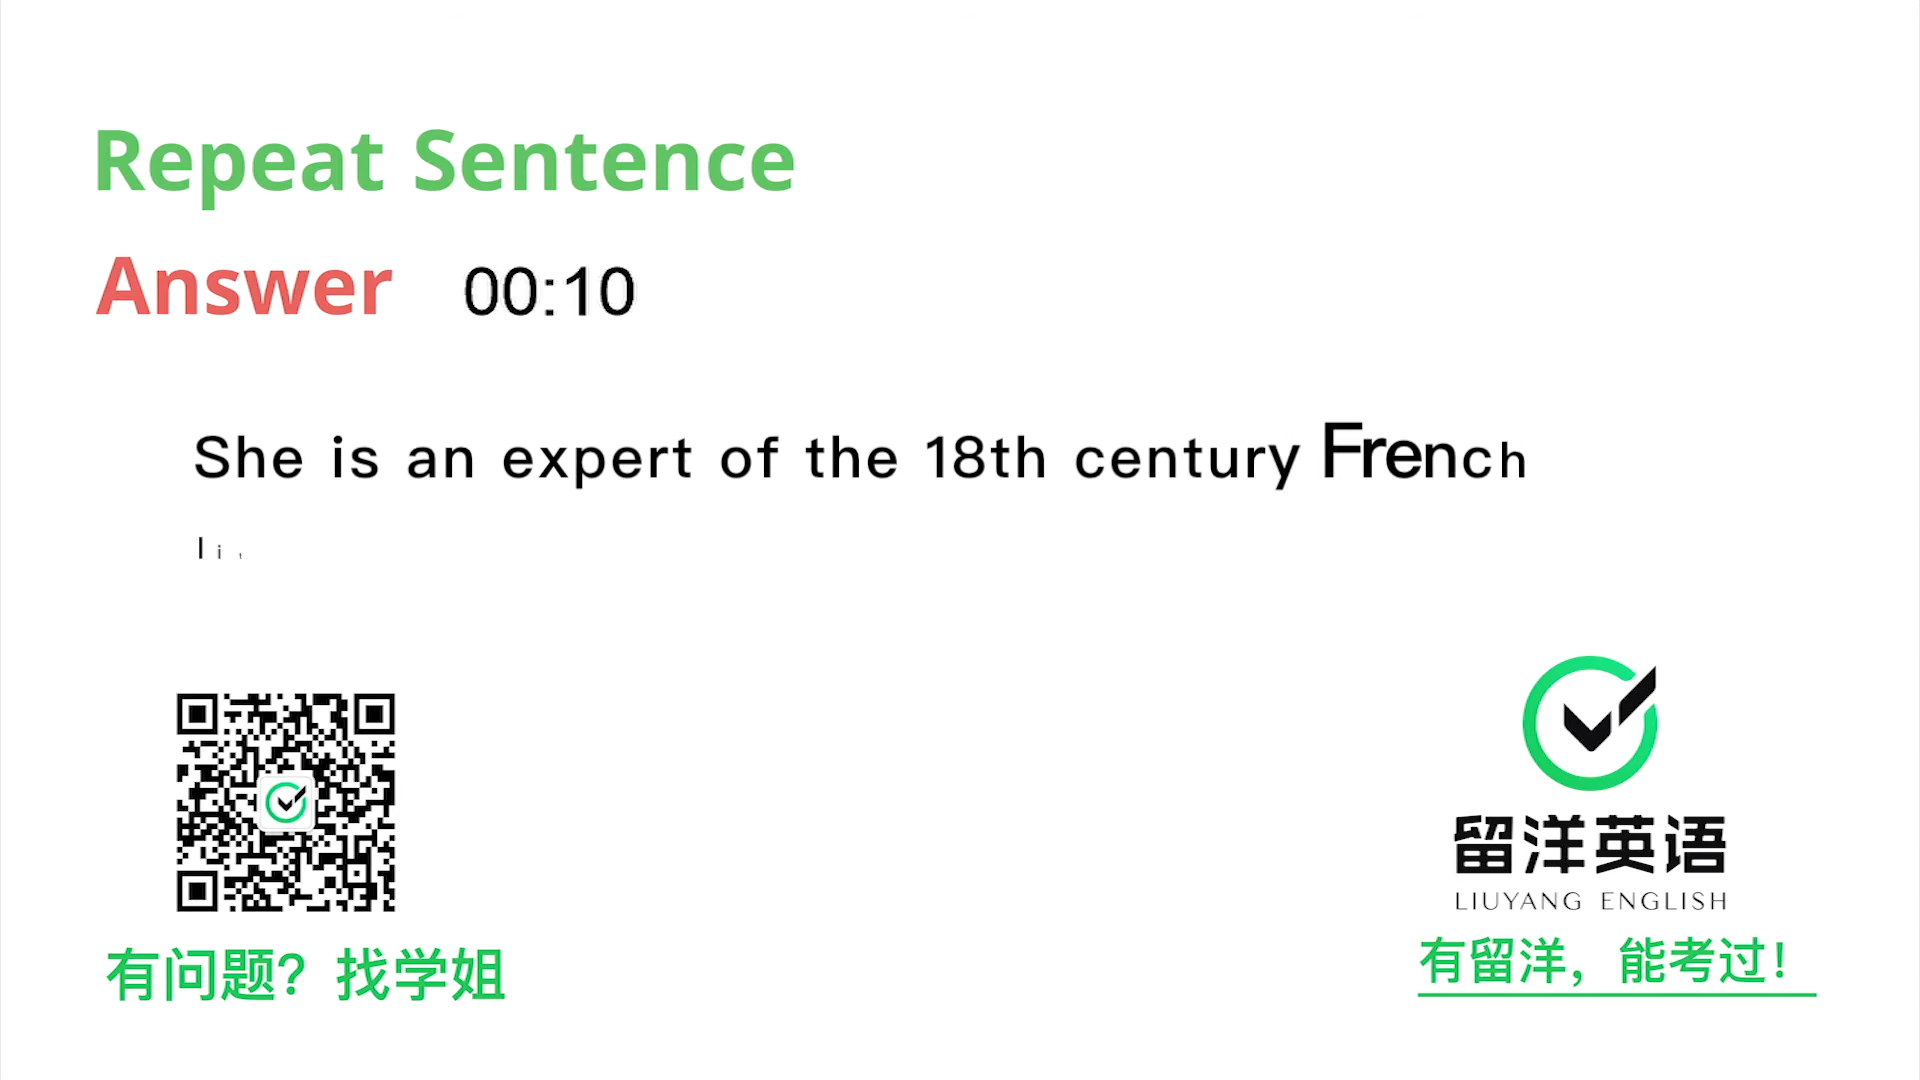 Repeat Sentence
Answer 00:10
She is an expert of the 18th century French
lit
留洋英语
LIUYANG ENGLISH
有问题？找学姐
有留洋，能考过！